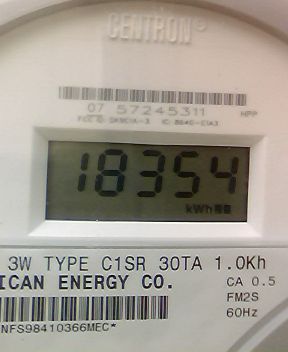 CENTRON®
07 57245311 HPP
18354
kWh
3W TYPE C1SR 30TA 1.0Kh
ICAN ENERGY CO. CA 0.5
FM2S
NFS98410366MEC* 60Hz